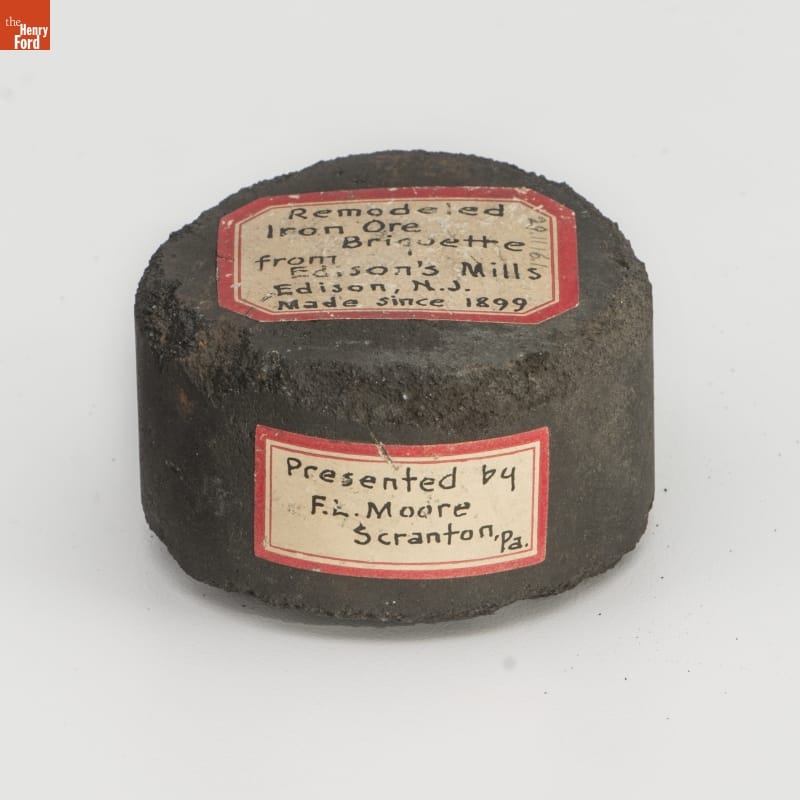 the
Henry
Ford
Remodeled
Iron Ore
Briquette
from
Edison's Mills
Edison, N.J.
Made since 1899
Presented by
F.L. Moore
Scranton, Pa.